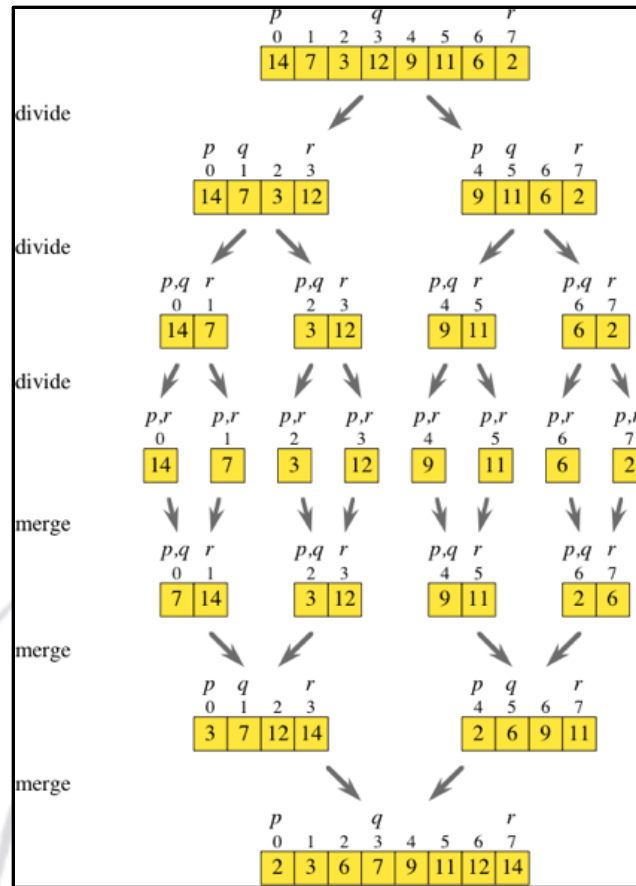 p q r
0 1 2 3 4 5 6 7
14 7 3 12 9 11 6 2
divide
p q r p q r
0 1 2 3 4 5 6 7
14 7 3 12 9 11 6 2
divide
p,q r p,q r p,q r p,q r
0 1 2 3 4 5 6 7
14 7 3 12 9 11 6 2
divide
p,r p,r p,r p,r p,r p,r p,r p,r
0 1 2 3 4 5 6 7
14 7 3 12 9 11 6 2
merge
p,q r p,q r p,q r p,q r
0 1 2 3 4 5 6 7
7 14 3 12 9 11 2 6
merge
p q r p q r
0 1 2 3 4 5 6 7
3 7 12 14 2 6 9 11
merge
p q r
0 1 2 3 4 5 6 7
2 3 6 7 9 11 12 14